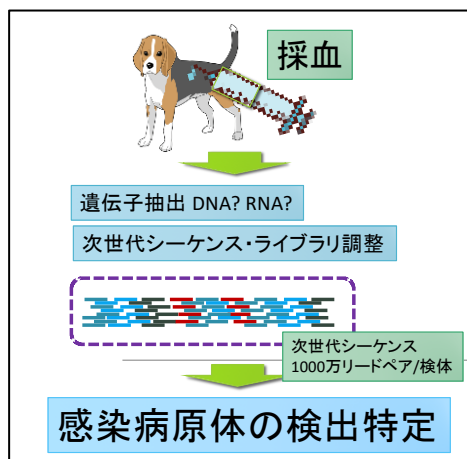 採血
遺伝子抽出 DNA? RNA?
次世代シーケンス・ライブラリ調整
次世代シーケンス
1000万リードペア/検体
感染病原体の検出特定